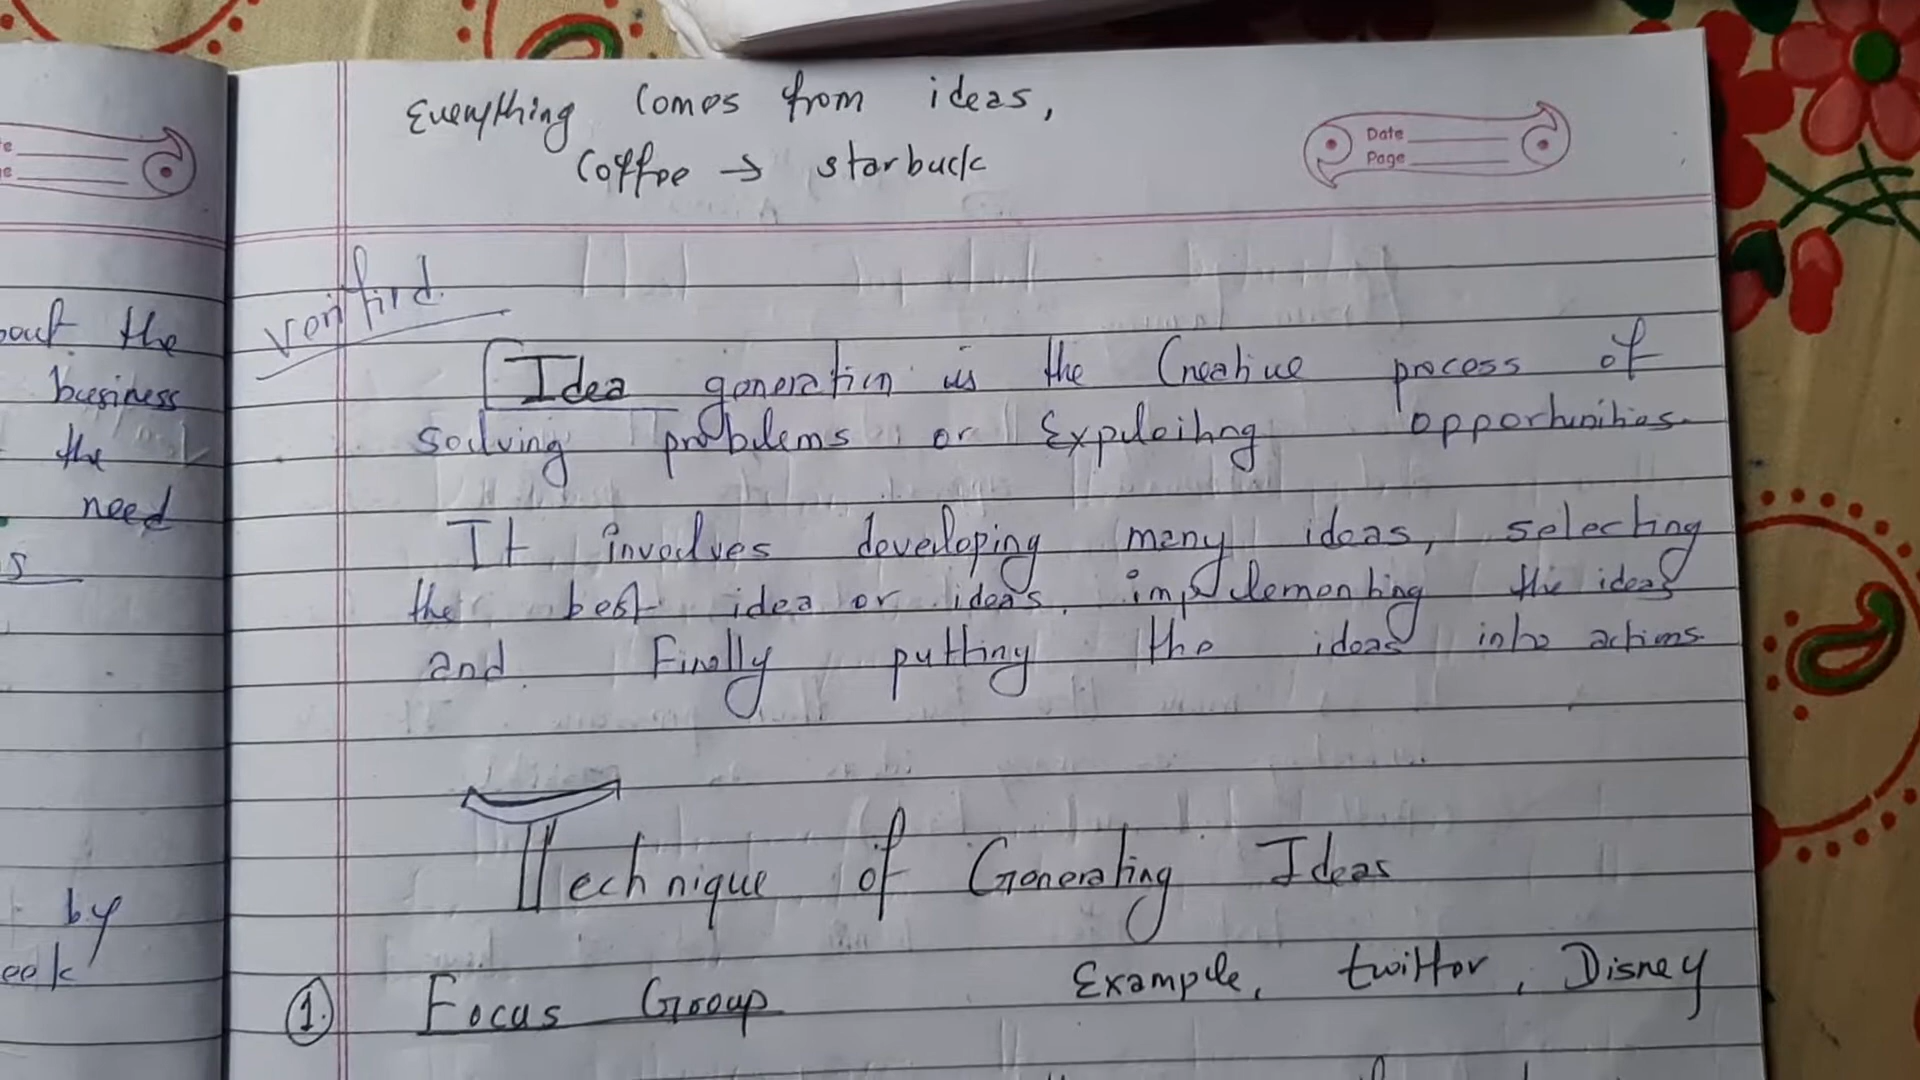 Everything comes from ideas,
Coffee → starbuck
Date
Page
verifird
Idea generation is the Creative process of
solving problems or Exploiting opportunities
It involves developing many ideas, selecting
the best idea or ideas, implementing the ideas
and Finally putting the ideas into actions
Technique of Generating Ideas
1. Focus Group Example, twitter, Disney
the
business
the
need
s
by
eek